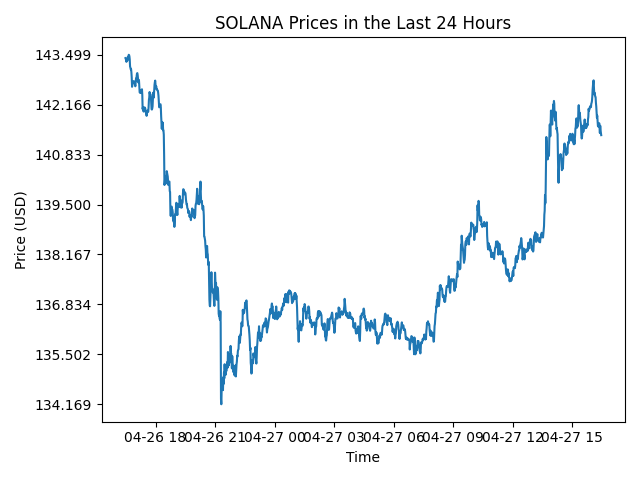 SOLANA Prices in the Last 24 Hours
143.499
142.166
140.833
139.500
138.167
136.834
135.502
134.169
Price (USD)
04-26 18 04-26 21 04-27 00 04-27 03 04-27 06 04-27 09 04-27 12 04-27 15
Time